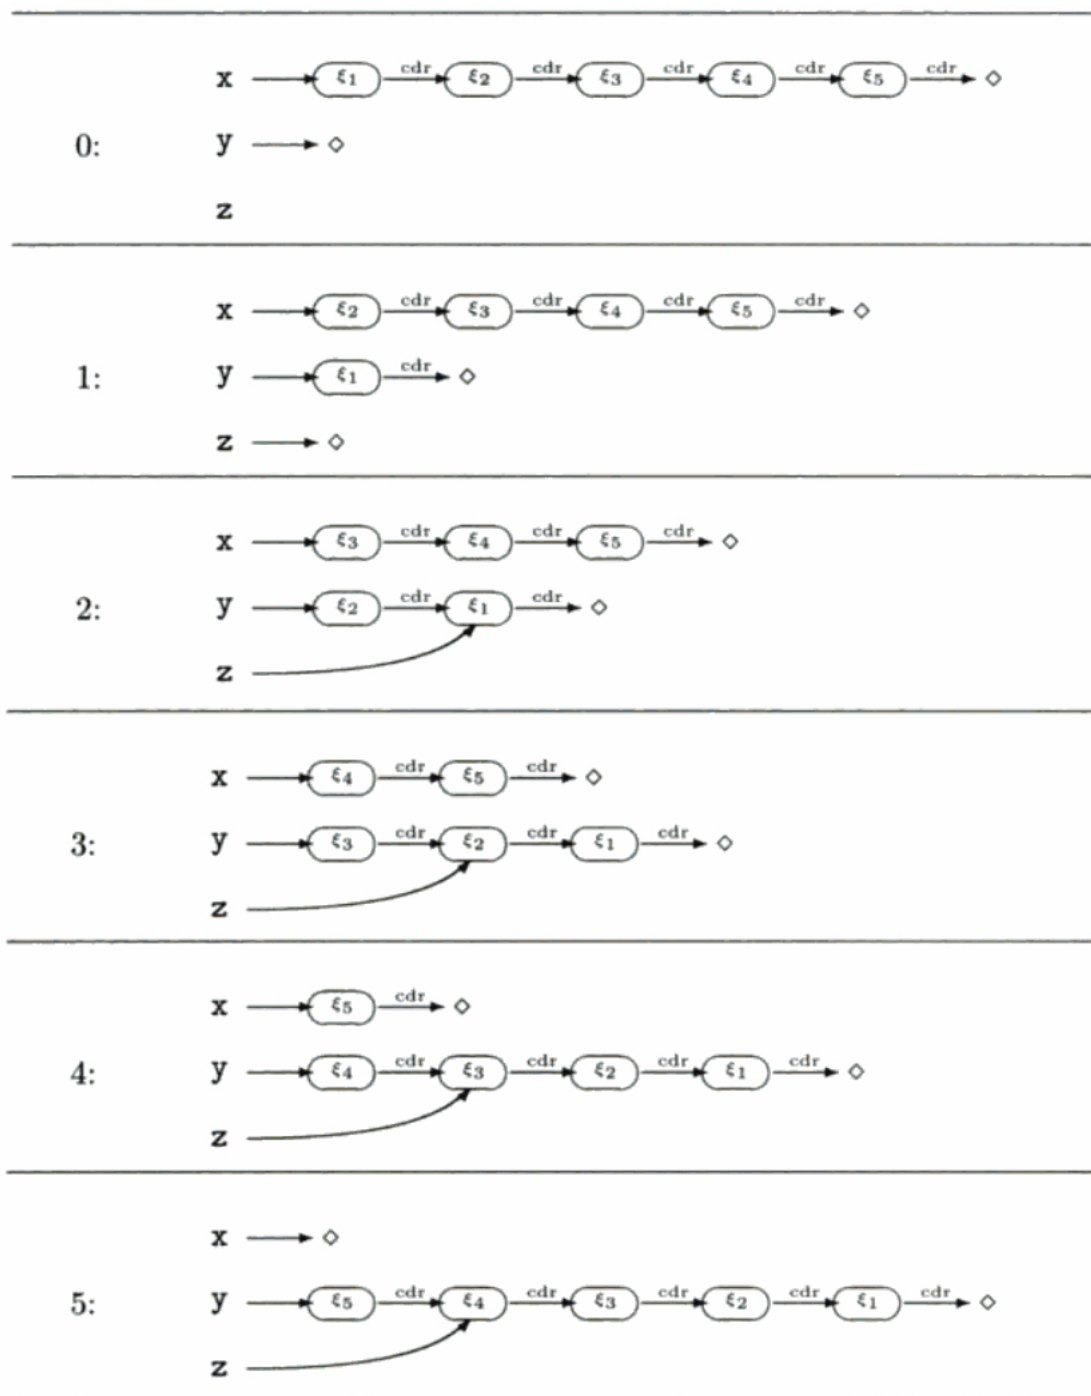 x ξ1 cdr ξ2 cdr ξ3 cdr ξ4 cdr ξ5 cdr ◇
0: y ◇
z
x ξ2 cdr ξ3 cdr ξ4 cdr ξ5 cdr ◇
1: y ξ1 cdr ◇
z ◇
x ξ3 cdr ξ4 cdr ξ5 cdr ◇
2: y ξ2 cdr ξ1 cdr ◇
z
x ξ4 cdr ξ5 cdr ◇
3: y ξ3 cdr ξ2 cdr ξ1 cdr ◇
z
x ξ5 cdr ◇
4: y ξ4 cdr ξ3 cdr ξ2 cdr ξ1 cdr ◇
z
x ◇
5: y ξ5 cdr ξ4 cdr ξ3 cdr ξ2 cdr ξ1 cdr ◇
z